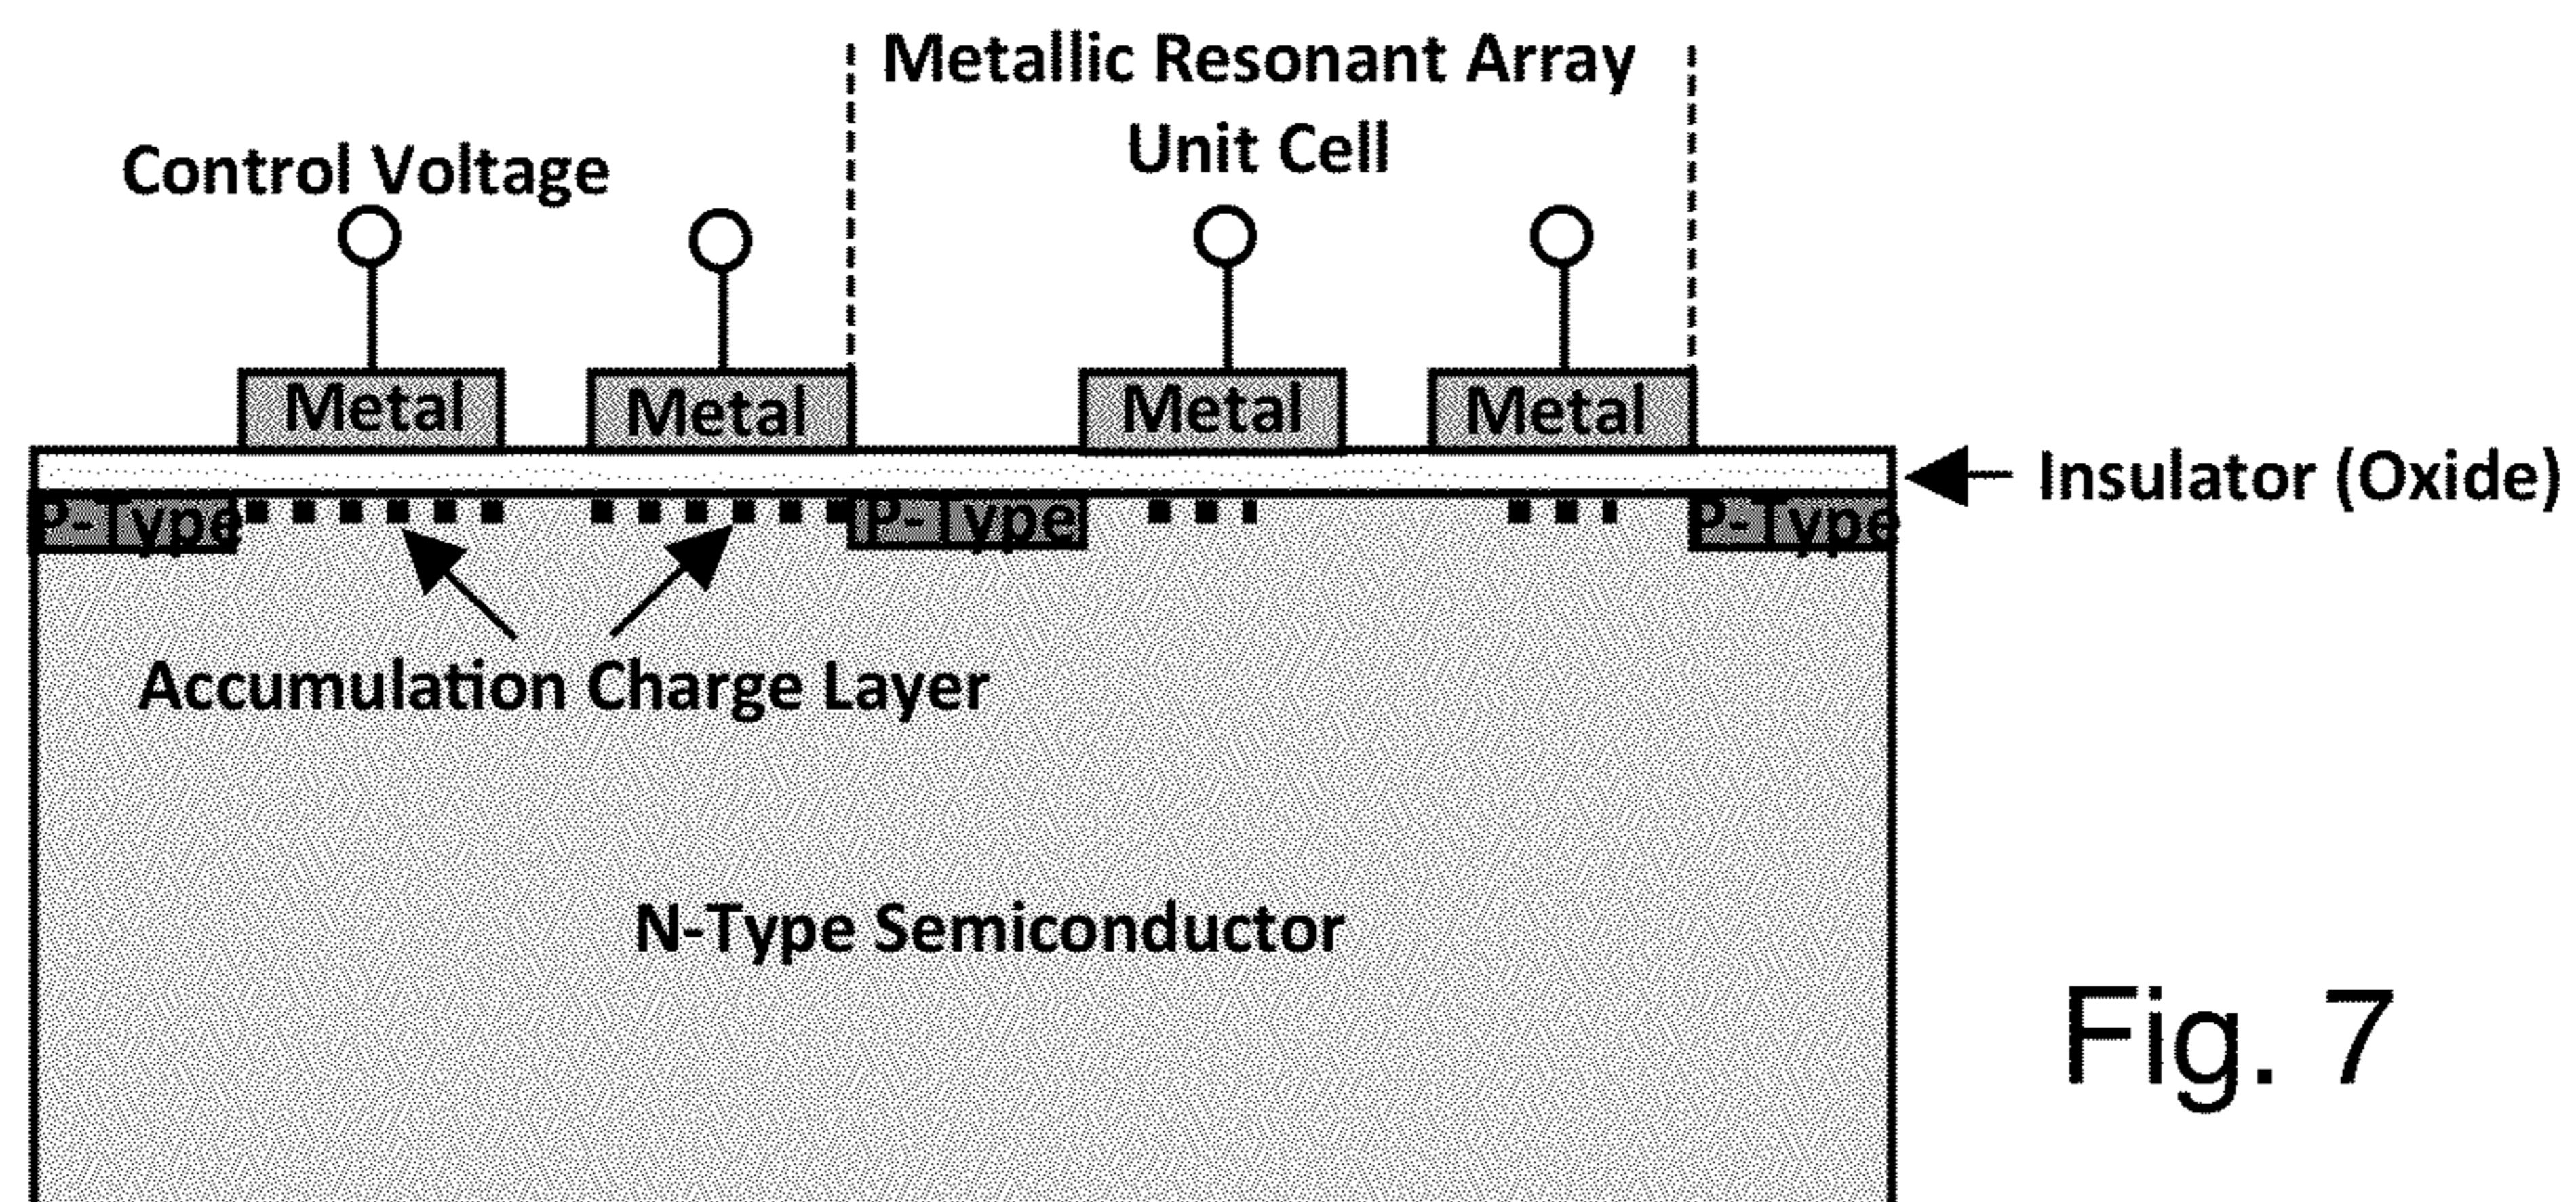 Metallic Resonant Array
Unit Cell
Control Voltage
Metal
Metal
Metal
Metal
Insulator (Oxide)
P-Type
P-Type
P-Type
Accumulation Charge Layer
N-Type Semiconductor
Fig. 7